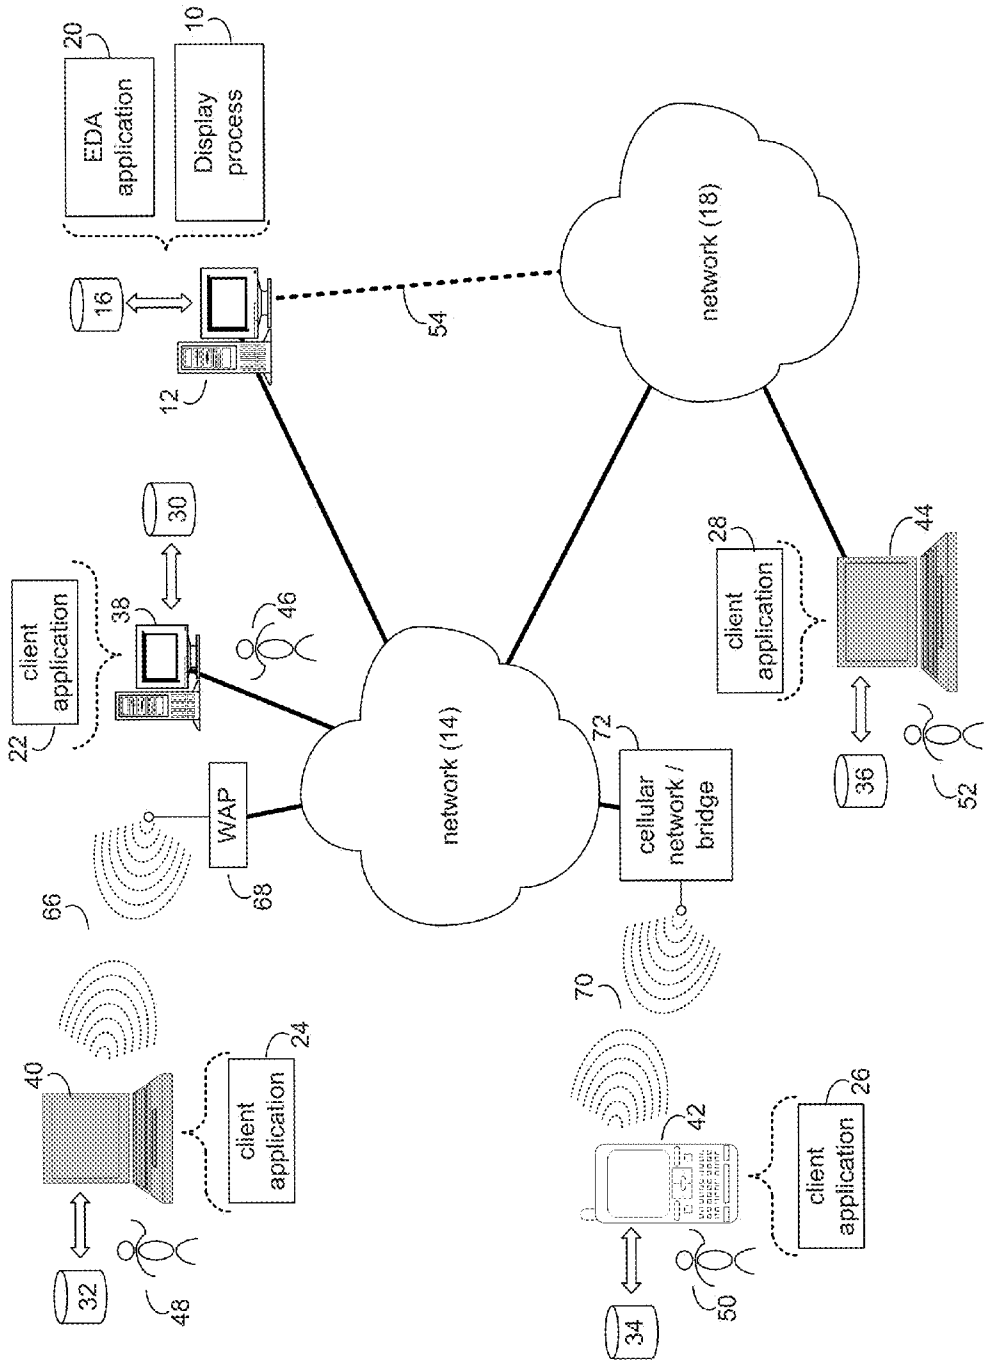 22
client
application
20
EDA
application
10
Display
process
16
12
38
30
46
40
66
32
48
client
application
24
WAP
68
54
network (14)
network (18)
72
cellular
network /
bridge
70
42
34
50
client
application
26
28
client
application
44
36
52